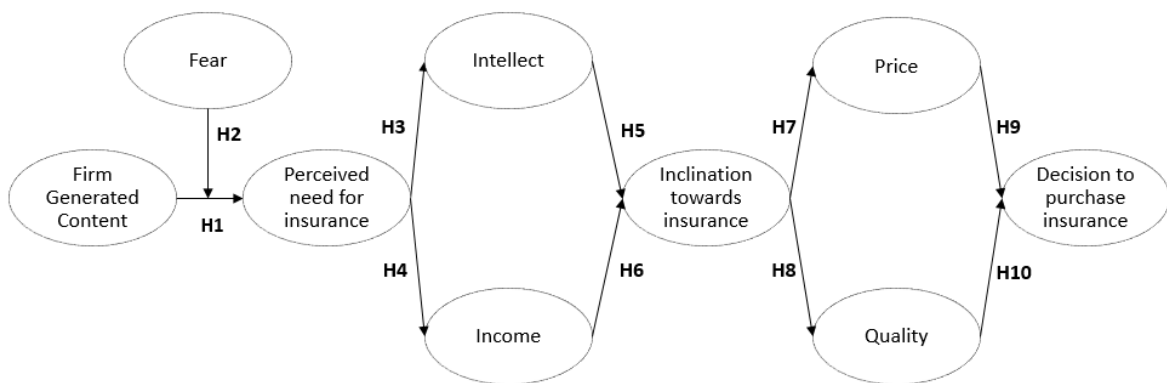 Fear
H2
Firm
Generated
Content
H1
Perceived
need for
insurance
H3
H4
Intellect
Income
H5
H6
Inclination
towards
insurance
H7
H8
Price
Quality
H9
H10
Decision to
purchase
insurance